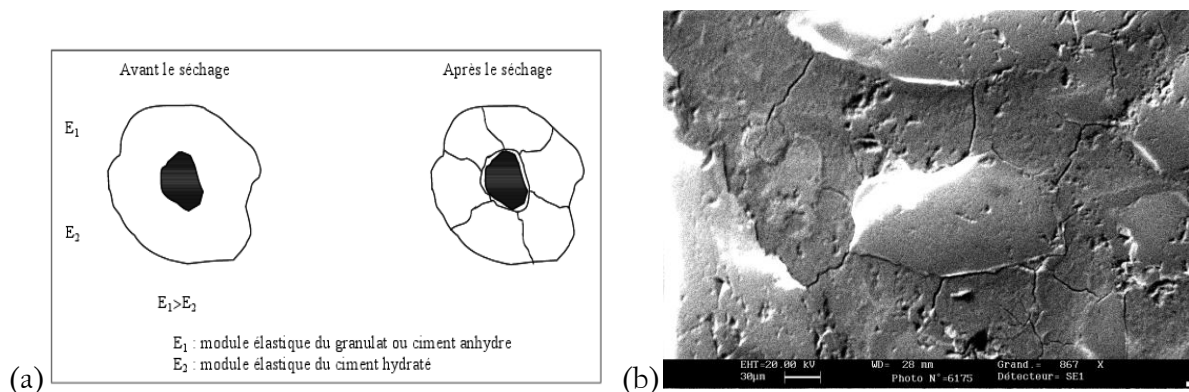 Avant le séchage
Après le séchage
E1
E2
E1>E2
E1 : module élastique du granulat ou ciment anhydre
E2 : module élastique du ciment hydraté
(a)
(b)
EHT=20.00 kV WD= 28 mm Grand.= 867 X
30µm Photo N°=6175 Détecteur= SE1